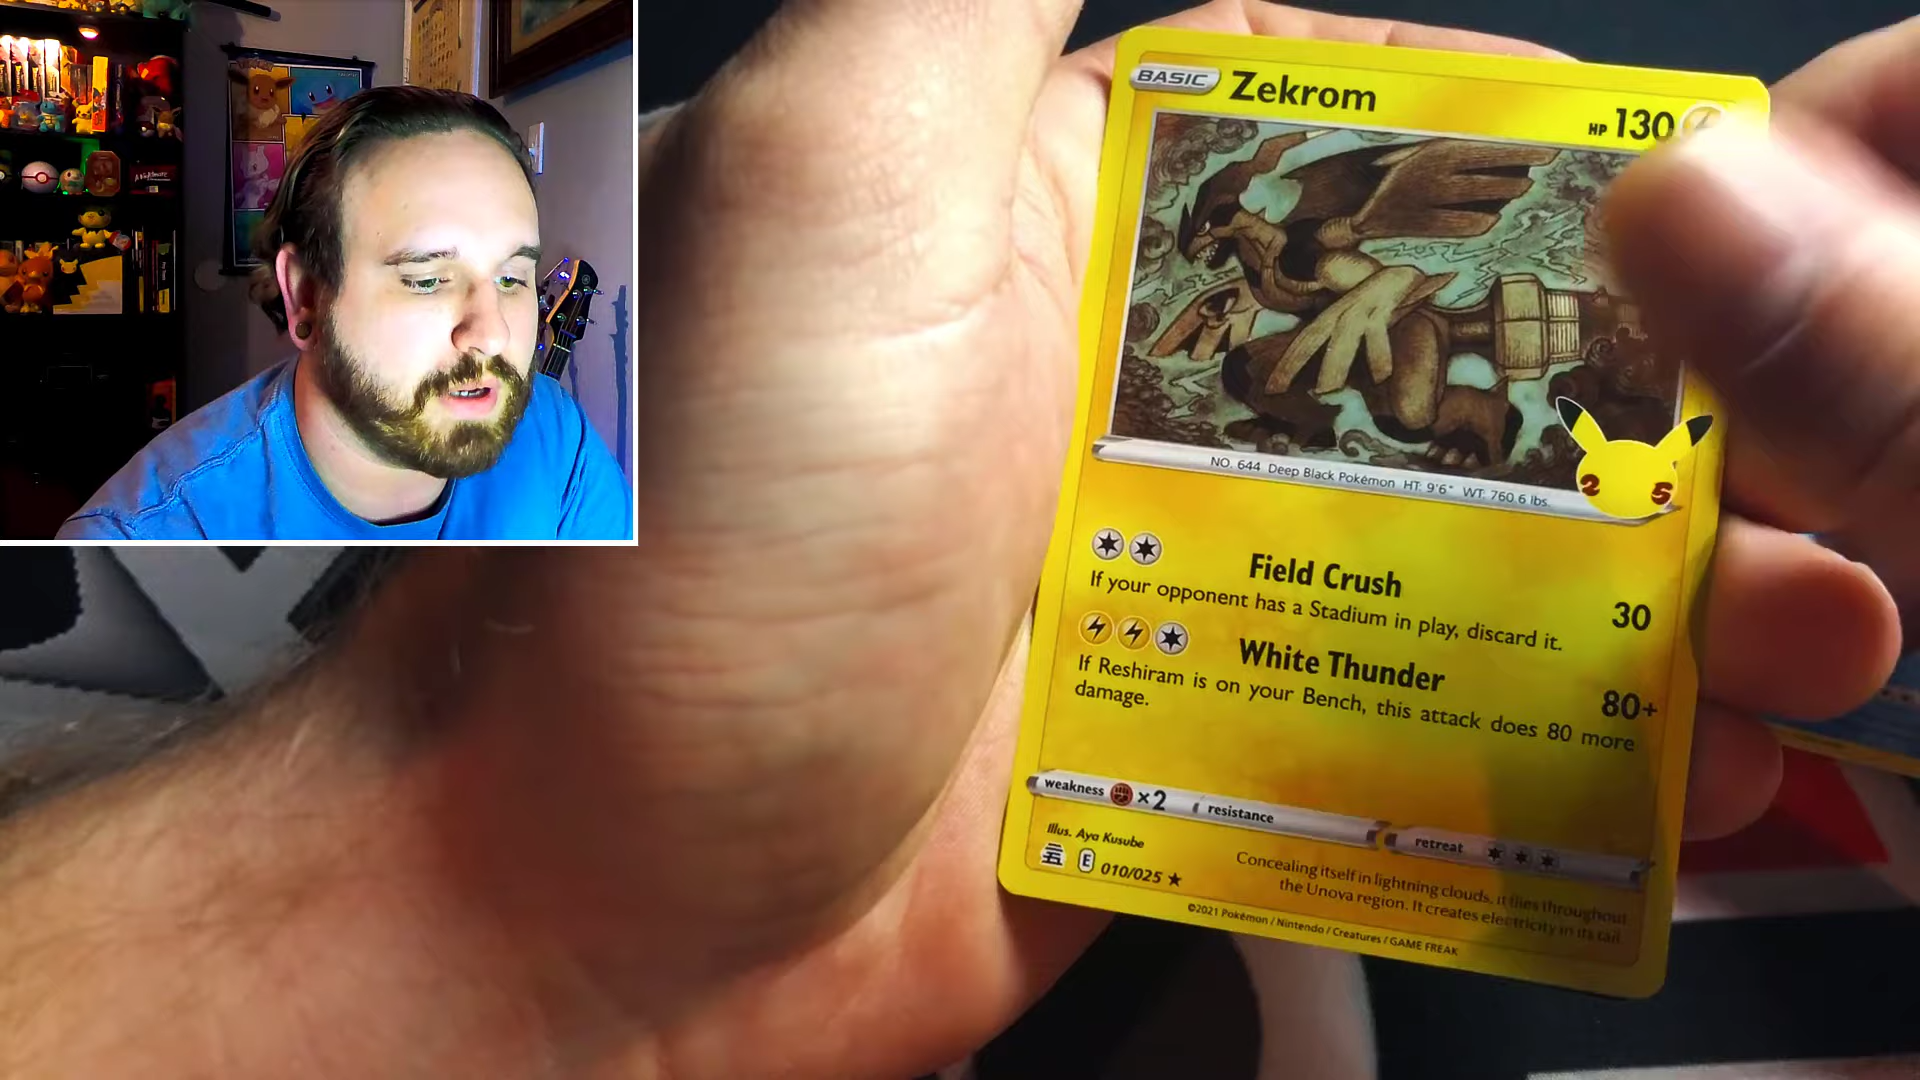 BASIC Zekrom HP 130
NO. 644 Deep Black Pokémon HT: 9'6" WT: 760.6 lbs.
2 5
Field Crush 30
If your opponent has a Stadium in play, discard it.
White Thunder 80+
If Reshiram is on your Bench, this attack does 80 more
damage.
weakness ×2 resistance retreat
Illus. Aya Kusube
E 010/025 ★
Concealing itself in lightning clouds, it flies throughout
the Unova region. It creates electricity in its tail.
©2021 Pokémon / Nintendo / Creatures / GAME FREAK